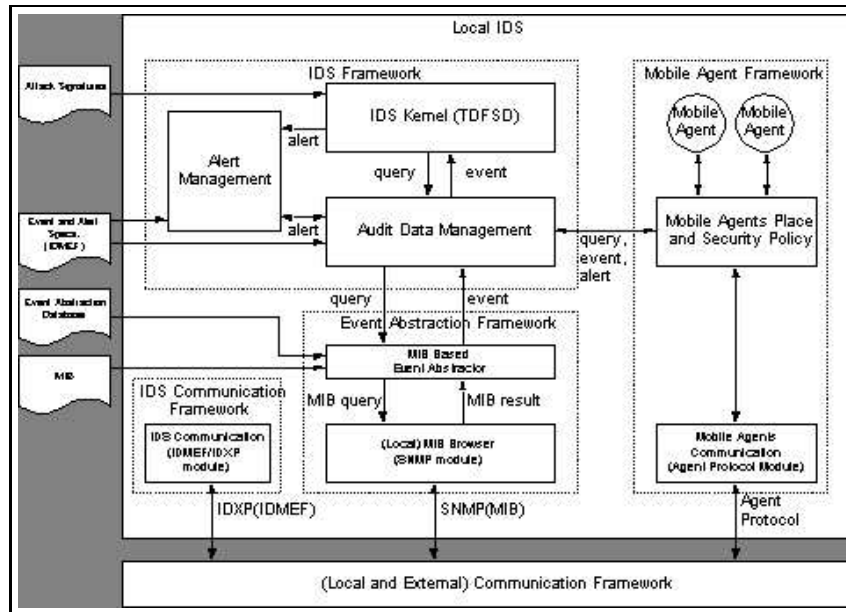 Local IDS
IDS Framework
Mobile Agent Framework
Attack Signatures
IDS Kernel (TDFSD)
Mobile
Agent
Mobile
Agent
alert
Alert
Management
query
event
Event and Alert
Specs.
(IDMEF)
alert
Audit Data Management
Mobile Agents Place
and Security Policy
query,
event,
alert
query
event
Event Abstraction
Database
Event Abstraction Framework
MIB Based
Event Abstractor
MIB
IDS Communication
Framework
MIB query
MIB result
IDS Communication
(IDMEF/IDXP
module)
(Local) MIB Browser
(SNMP module)
Mobile Agents
Communication
(Agent Protocol Module)
IDXP(IDMEF)
SNMP(MIB)
Agent
Protocol
(Local and External) Communication Framework